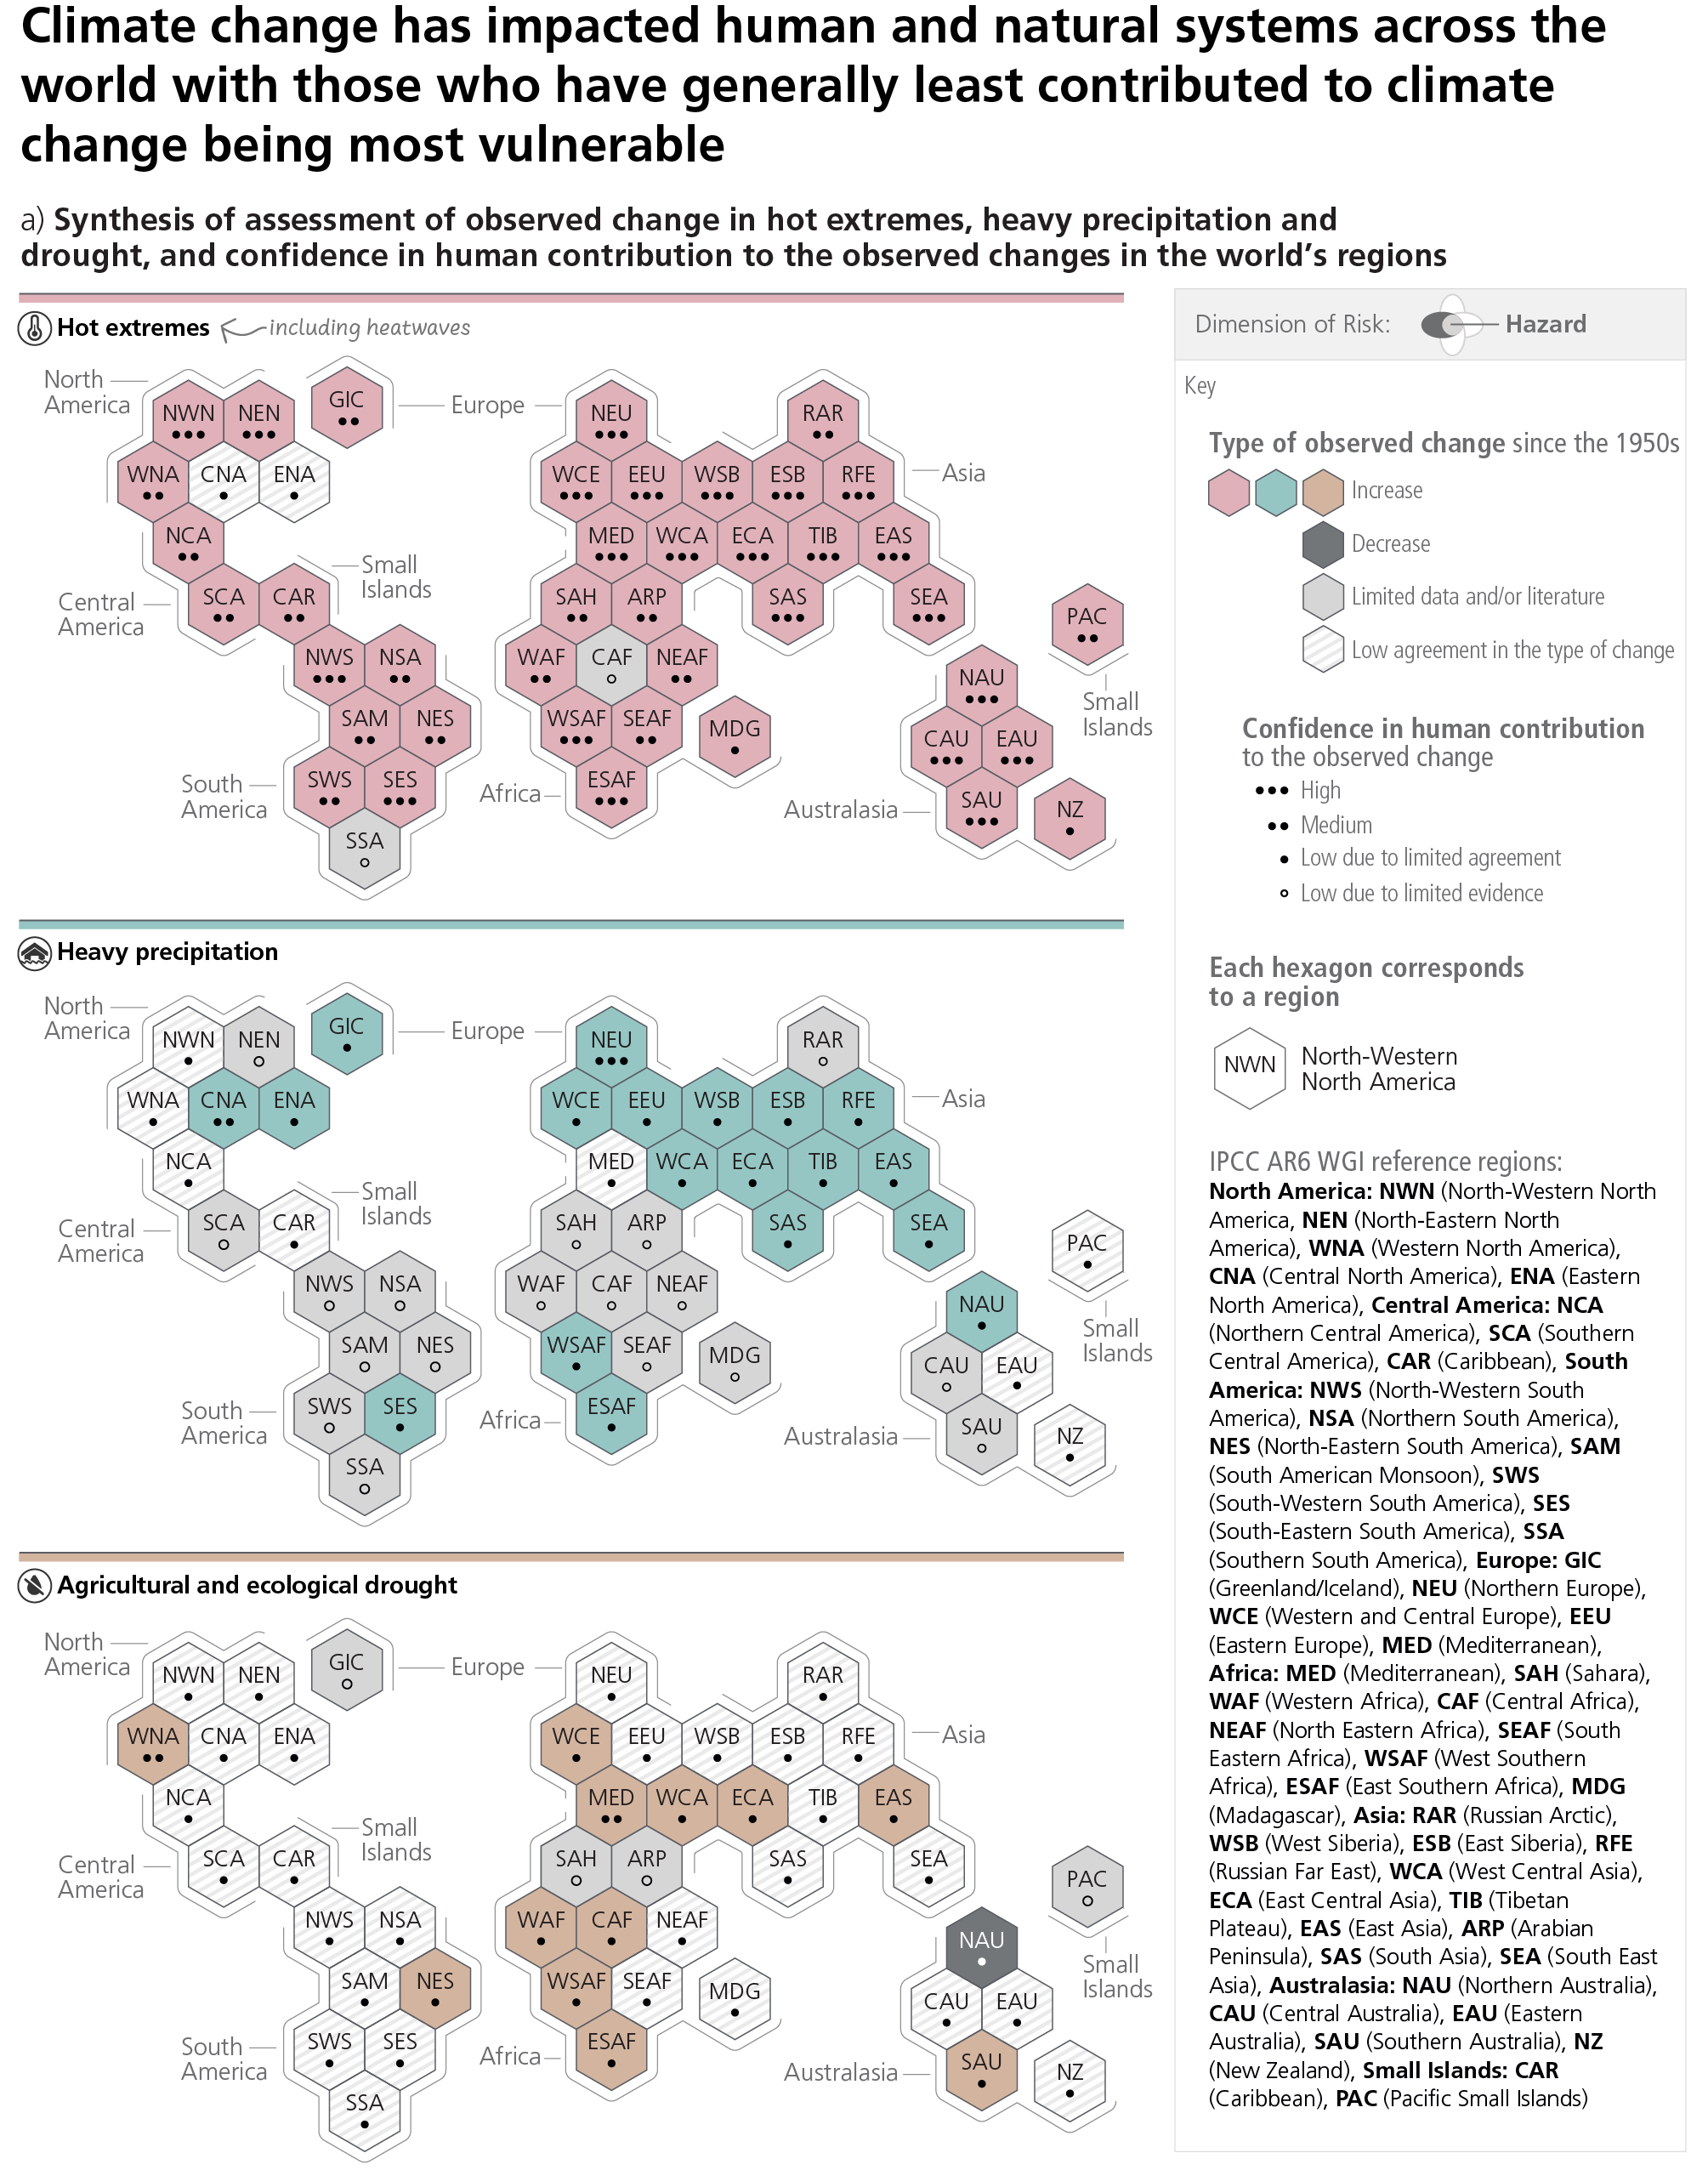 Climate change has impacted human and natural systems across the
world with those who have generally least contributed to climate
change being most vulnerable
a) Synthesis of assessment of observed change in hot extremes, heavy precipitation and
drought, and confidence in human contribution to the observed changes in the world's regions
Hot extremes including heatwaves
North
America
NWN NEN GIC
Europe
NEU RAR
WNA CNA ENA
WCE EEU WSB ESB RFE
Asia
NCA
MED WCA ECA TIB EAS
Small
Islands
Central
America
SCA CAR
SAH ARP SAS SEA
PAC
Small
Islands
NWS NSA
WAF CAF NEAF
NAU
SAM NES
WSAF SEAF MDG
CAU EAU
South
America
SWS SES
Africa
ESAF
Australasia
SAU NZ
SSA
Heavy precipitation
North
America
NWN NEN GIC
Europe
NEU RAR
WNA CNA ENA
WCE EEU WSB ESB RFE
Asia
NCA
MED WCA ECA TIB EAS
Small
Islands
Central
America
SCA CAR
SAH ARP SAS SEA
PAC
Small
Islands
NWS NSA
WAF CAF NEAF
NAU
SAM NES
WSAF SEAF MDG
CAU EAU
South
America
SWS SES
Africa
ESAF
Australasia
SAU NZ
SSA
Agricultural and ecological drought
North
America
NWN NEN GIC
Europe
NEU RAR
WNA CNA ENA
WCE EEU WSB ESB RFE
Asia
NCA
MED WCA ECA TIB EAS
Small
Islands
Central
America
SCA CAR
SAH ARP SAS SEA
PAC
Small
Islands
NWS NSA
WAF CAF NEAF
NAU
SAM NES
WSAF SEAF MDG
CAU EAU
South
America
SWS SES
Africa
ESAF
Australasia
SAU NZ
SSA
Dimension of Risk: Hazard
Key
Type of observed change since the 1950s
Increase
Decrease
Limited data and/or literature
Low agreement in the type of change
Confidence in human contribution
to the observed change
High
Medium
Low due to limited agreement
Low due to limited evidence
Each hexagon corresponds
to a region
NWN
North-Western
North America
IPCC AR6 WGI reference regions:
North America: NWN (North-Western North
America, NEN (North-Eastern North
America), WNA (Western North America),
CNA (Central North America), ENA (Eastern
North America), Central America: NCA
(Northern Central America), SCA (Southern
Central America), CAR (Caribbean), South
America: NWS (North-Western South
America), NSA (Northern South America),
NES (North-Eastern South America), SAM
(South American Monsoon), SWS
(South-Western South America), SES
(South-Eastern South America), SSA
(Southern South America), Europe: GIC
(Greenland/Iceland), NEU (Northern Europe),
WCE (Western and Central Europe), EEU
(Eastern Europe), MED (Mediterranean),
Africa: MED (Mediterranean), SAH (Sahara),
WAF (Western Africa), CAF (Central Africa),
NEAF (North Eastern Africa), SEAF (South
Eastern Africa), WSAF (West Southern
Africa), ESAF (East Southern Africa), MDG
(Madagascar), Asia: RAR (Russian Arctic),
WSB (West Siberia), ESB (East Siberia), RFE
(Russian Far East), WCA (West Central Asia),
ECA (East Central Asia), TIB (Tibetan
Plateau), EAS (East Asia), ARP (Arabian
Peninsula), SAS (South Asia), SEA (South East
Asia), Australasia: NAU (Northern Australia),
CAU (Central Australia), EAU (Eastern
Australia), SAU (Southern Australia), NZ
(New Zealand), Small Islands: CAR
(Caribbean), PAC (Pacific Small Islands)